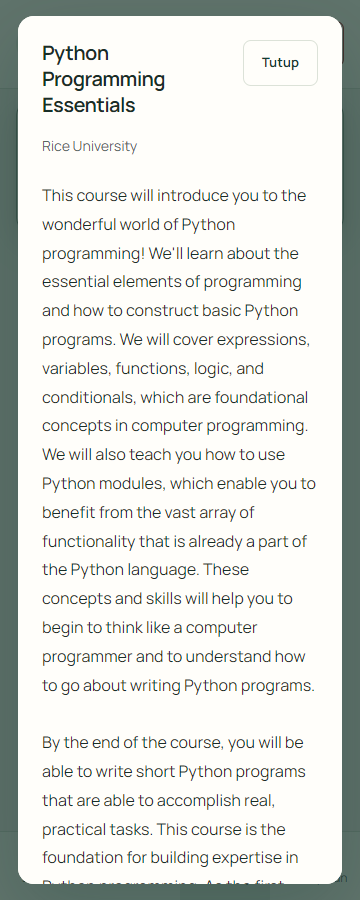 Python
Programming
Essentials
Tutup
Rice University
This course will introduce you to the
wonderful world of Python
programming! We'll learn about the
essential elements of programming
and how to construct basic Python
programs. We will cover expressions,
variables, functions, logic, and
conditionals, which are foundational
concepts in computer programming.
We will also teach you how to use
Python modules, which enable you to
benefit from the vast array of
functionality that is already a part of
the Python language. These
concepts and skills will help you to
begin to think like a computer
programmer and to understand how
to go about writing Python programs.
By the end of the course, you will be
able to write short Python programs
that are able to accomplish real,
practical tasks. This course is the
foundation for building expertise in
Python programming. As the first